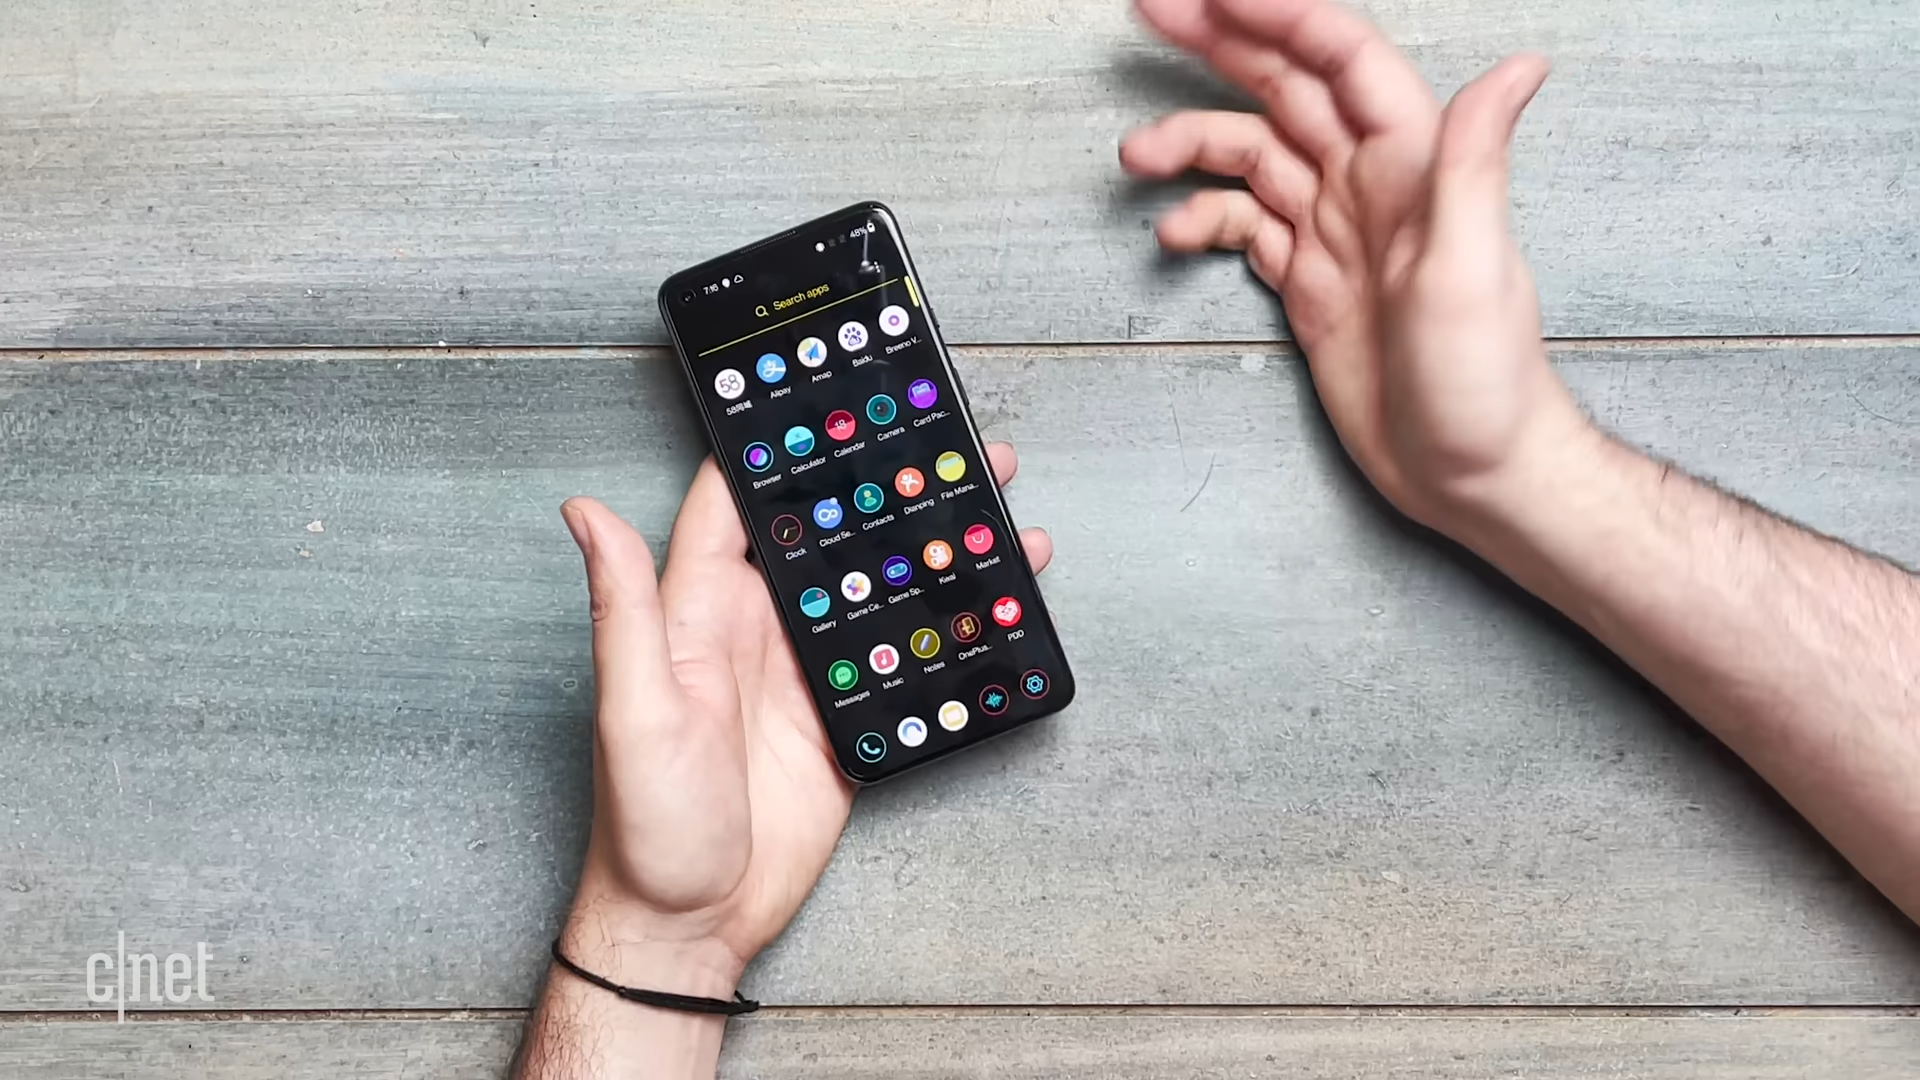 7:16
48%
Search apps
58
58同城
Alipay
Amap
Baidu
Breeno V...
Browser
Calculator
19
Calendar
Camera
Card Pac...
Clock
Cloud Se...
Contacts
Dianping
File Mana...
Gallery
Game Ce...
Game Sp...
Kwai
Market
Messages
Music
Notes
OnePlus...
PDD
c|net